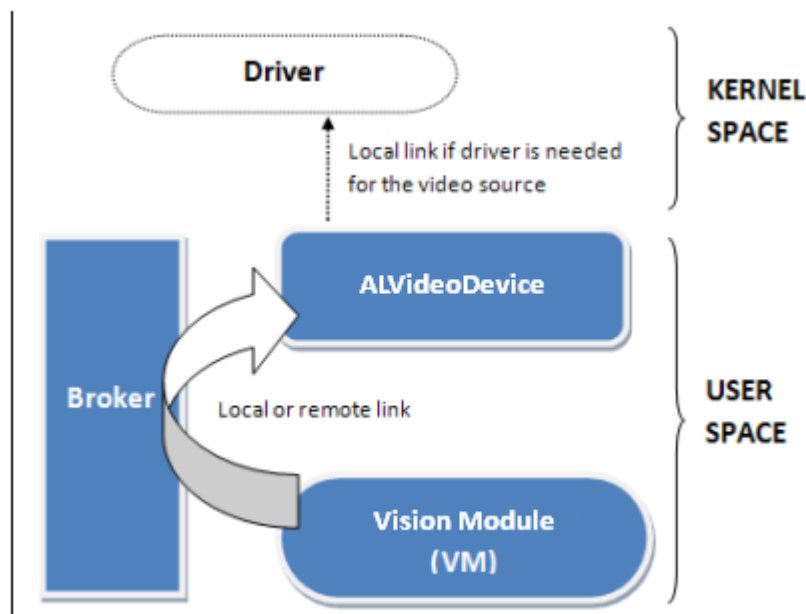 Driver
KERNEL
SPACE
Local link if driver is needed
for the video source
ALVideoDevice
Broker
Local or remote link
USER
SPACE
Vision Module
(VM)